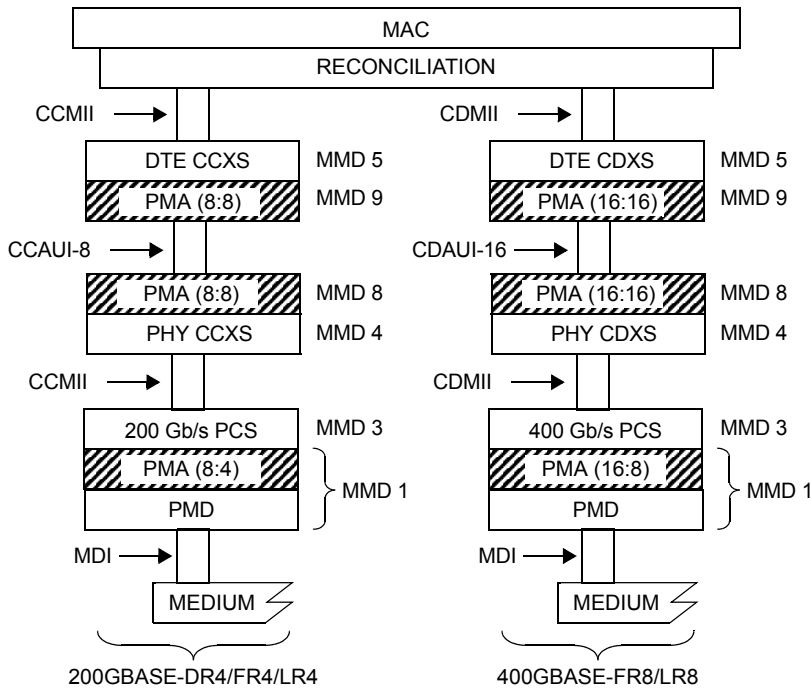 MAC
RECONCILIATION
CCMII
CDMII
DTE CCXS
MMD 5
DTE CDXS
MMD 5
PMA (8:8)
MMD 9
PMA (16:16)
MMD 9
CCAUI-8
CDAUI-16
PMA (8:8)
MMD 8
PMA (16:16)
MMD 8
PHY CCXS
MMD 4
PHY CDXS
MMD 4
CCMII
CDMII
200 Gb/s PCS
MMD 3
400 Gb/s PCS
MMD 3
PMA (8:4)
PMA (16:8)
MMD 1
MMD 1
PMD
PMD
MDI
MDI
MEDIUM
MEDIUM
200GBASE-DR4/FR4/LR4
400GBASE-FR8/LR8